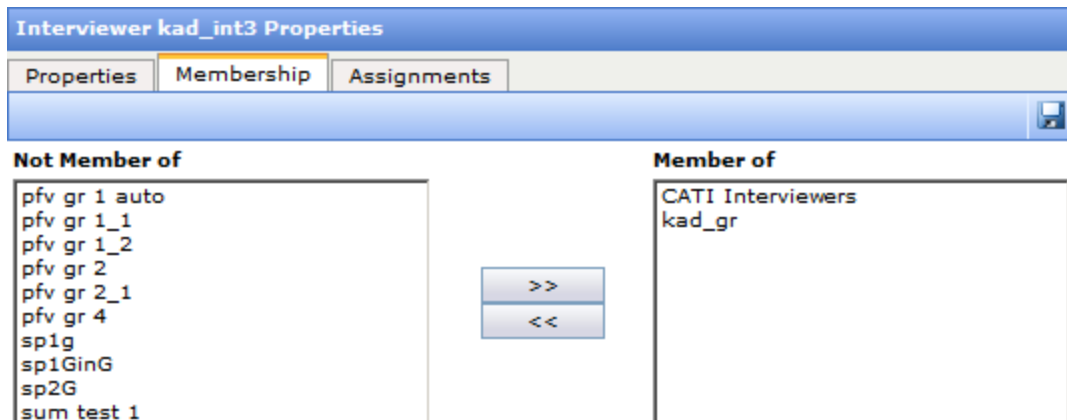 Interviewer kad_int3 Properties
Properties Membership Assignments
Not Member of
pfv gr 1 auto
pfv gr 1_1
pfv gr 1_2
pfv gr 2
pfv gr 2_1
pfv gr 4
sp1g
sp1GinG
sp2G
sum test 1
>>
<<
Member of
CATI Interviewers
kad_gr